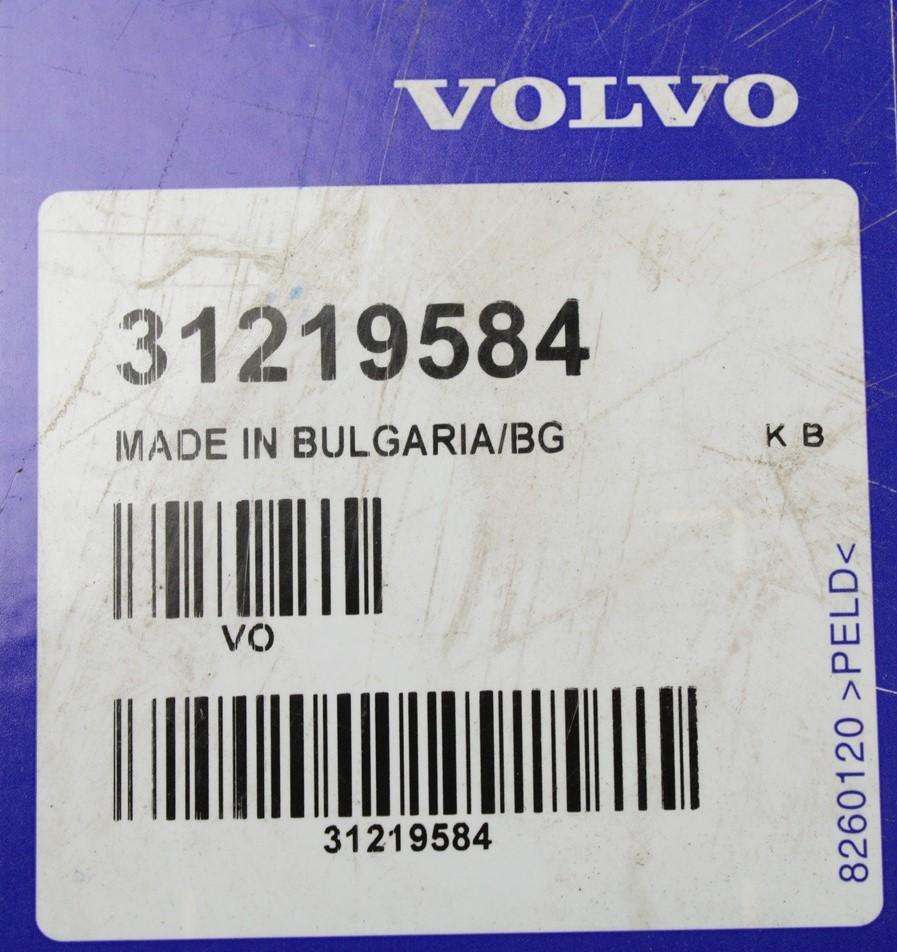 VOLVO
31219584
MADE IN BULGARIA/BG
K B
VO
31219584
8260120 >PELD<